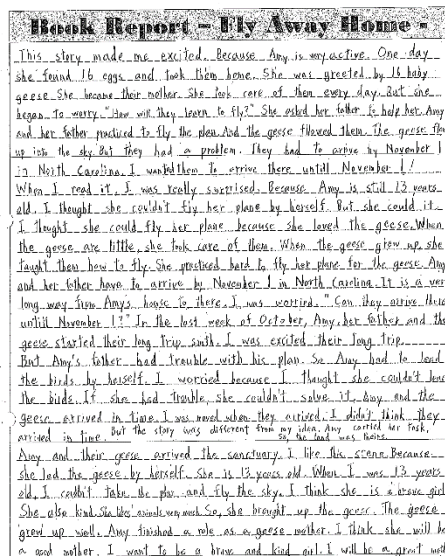 Book Report - Fly Away Home -
This story made me excited. Because Amy is very active. One day
she found 16 eggs and took them home. She was greeted by 16 baby
geese. She became their mother. She took care of them every day. But she
began to worry. "How will they learn to fly?" She asked her father to help her. Amy
and her father practiced to fly the plan. And the geese fllowed them. The geese flew
up into the sky. But they had a problem. They had to arrive by November 1
in North Carolina. I wanted them to arrive there untill November 1!
When I read it, I was really surprised. Because Amy is still 13 years
old. I thought she couldn't fly her plane by herself. But she could it.
I thought she could fly her plane because she loved the geese. When
the geese are little, she took care of them. When the geese grew up, she
taught them how to fly. She practiced hard to fly her plane for the geese. Amy
and her father have to arrive by November 1 in North Carolina. It is a very
long way from Amy's house to there. I was worried. "Can they arrive there
untill November 1?" In the last week of October, Amy, her father and the
geese started their long trip south. I was excited their long trip.
But Amy's father had trouble with his plan. So Amy had to lead
the birds by herself. I worried because I thought she couldn't lead
the birds. If she had trouble, she couldn't solve it. Amy and the
geese arrived in time. I was moved when they arrived. I didn't think they
arrived in time. But the story was different from my idea. Amy carried her task,
So, the land was theirs.
Amy and their geese arrived the sanctuary. I like this scene. Because
she led the geese by herself. She is 13 years old. When I was 13 years
old, I couldn't take the plan and fly the sky. I think she is a brave girl.
She also kind. She likes animals very much. So, she brought up the geese. The geese
grew up well. Amy finished a role as a geese mother. I think she will be
a good mother. I want to be a brave and kind girl. I will be a great